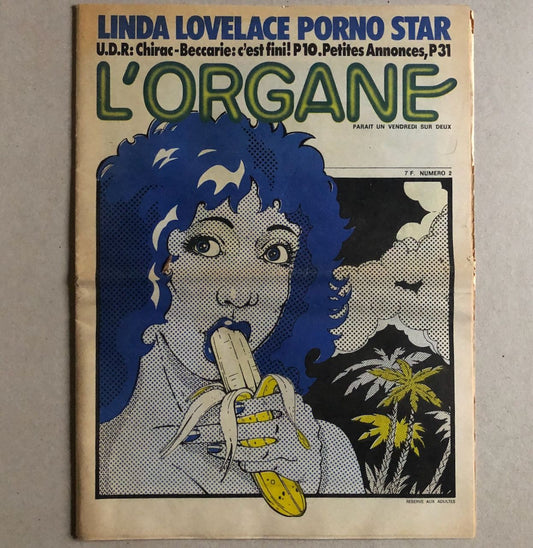 LINDA LOVELACE PORNO STAR
U.D.R: Chirac-Beccarie: c'est fini! P10. Petites Annonces, P31
L'ORGANE
PARAIT UN VENDREDI SUR DEUX
7 F. NUMERO 2
RESERVE AUX ADULTES